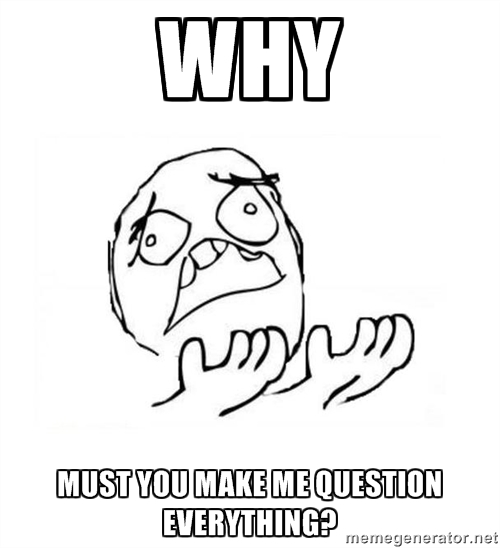 WHY
MUST YOU MAKE ME QUESTION
EVERYTHING?
memegenerator.net